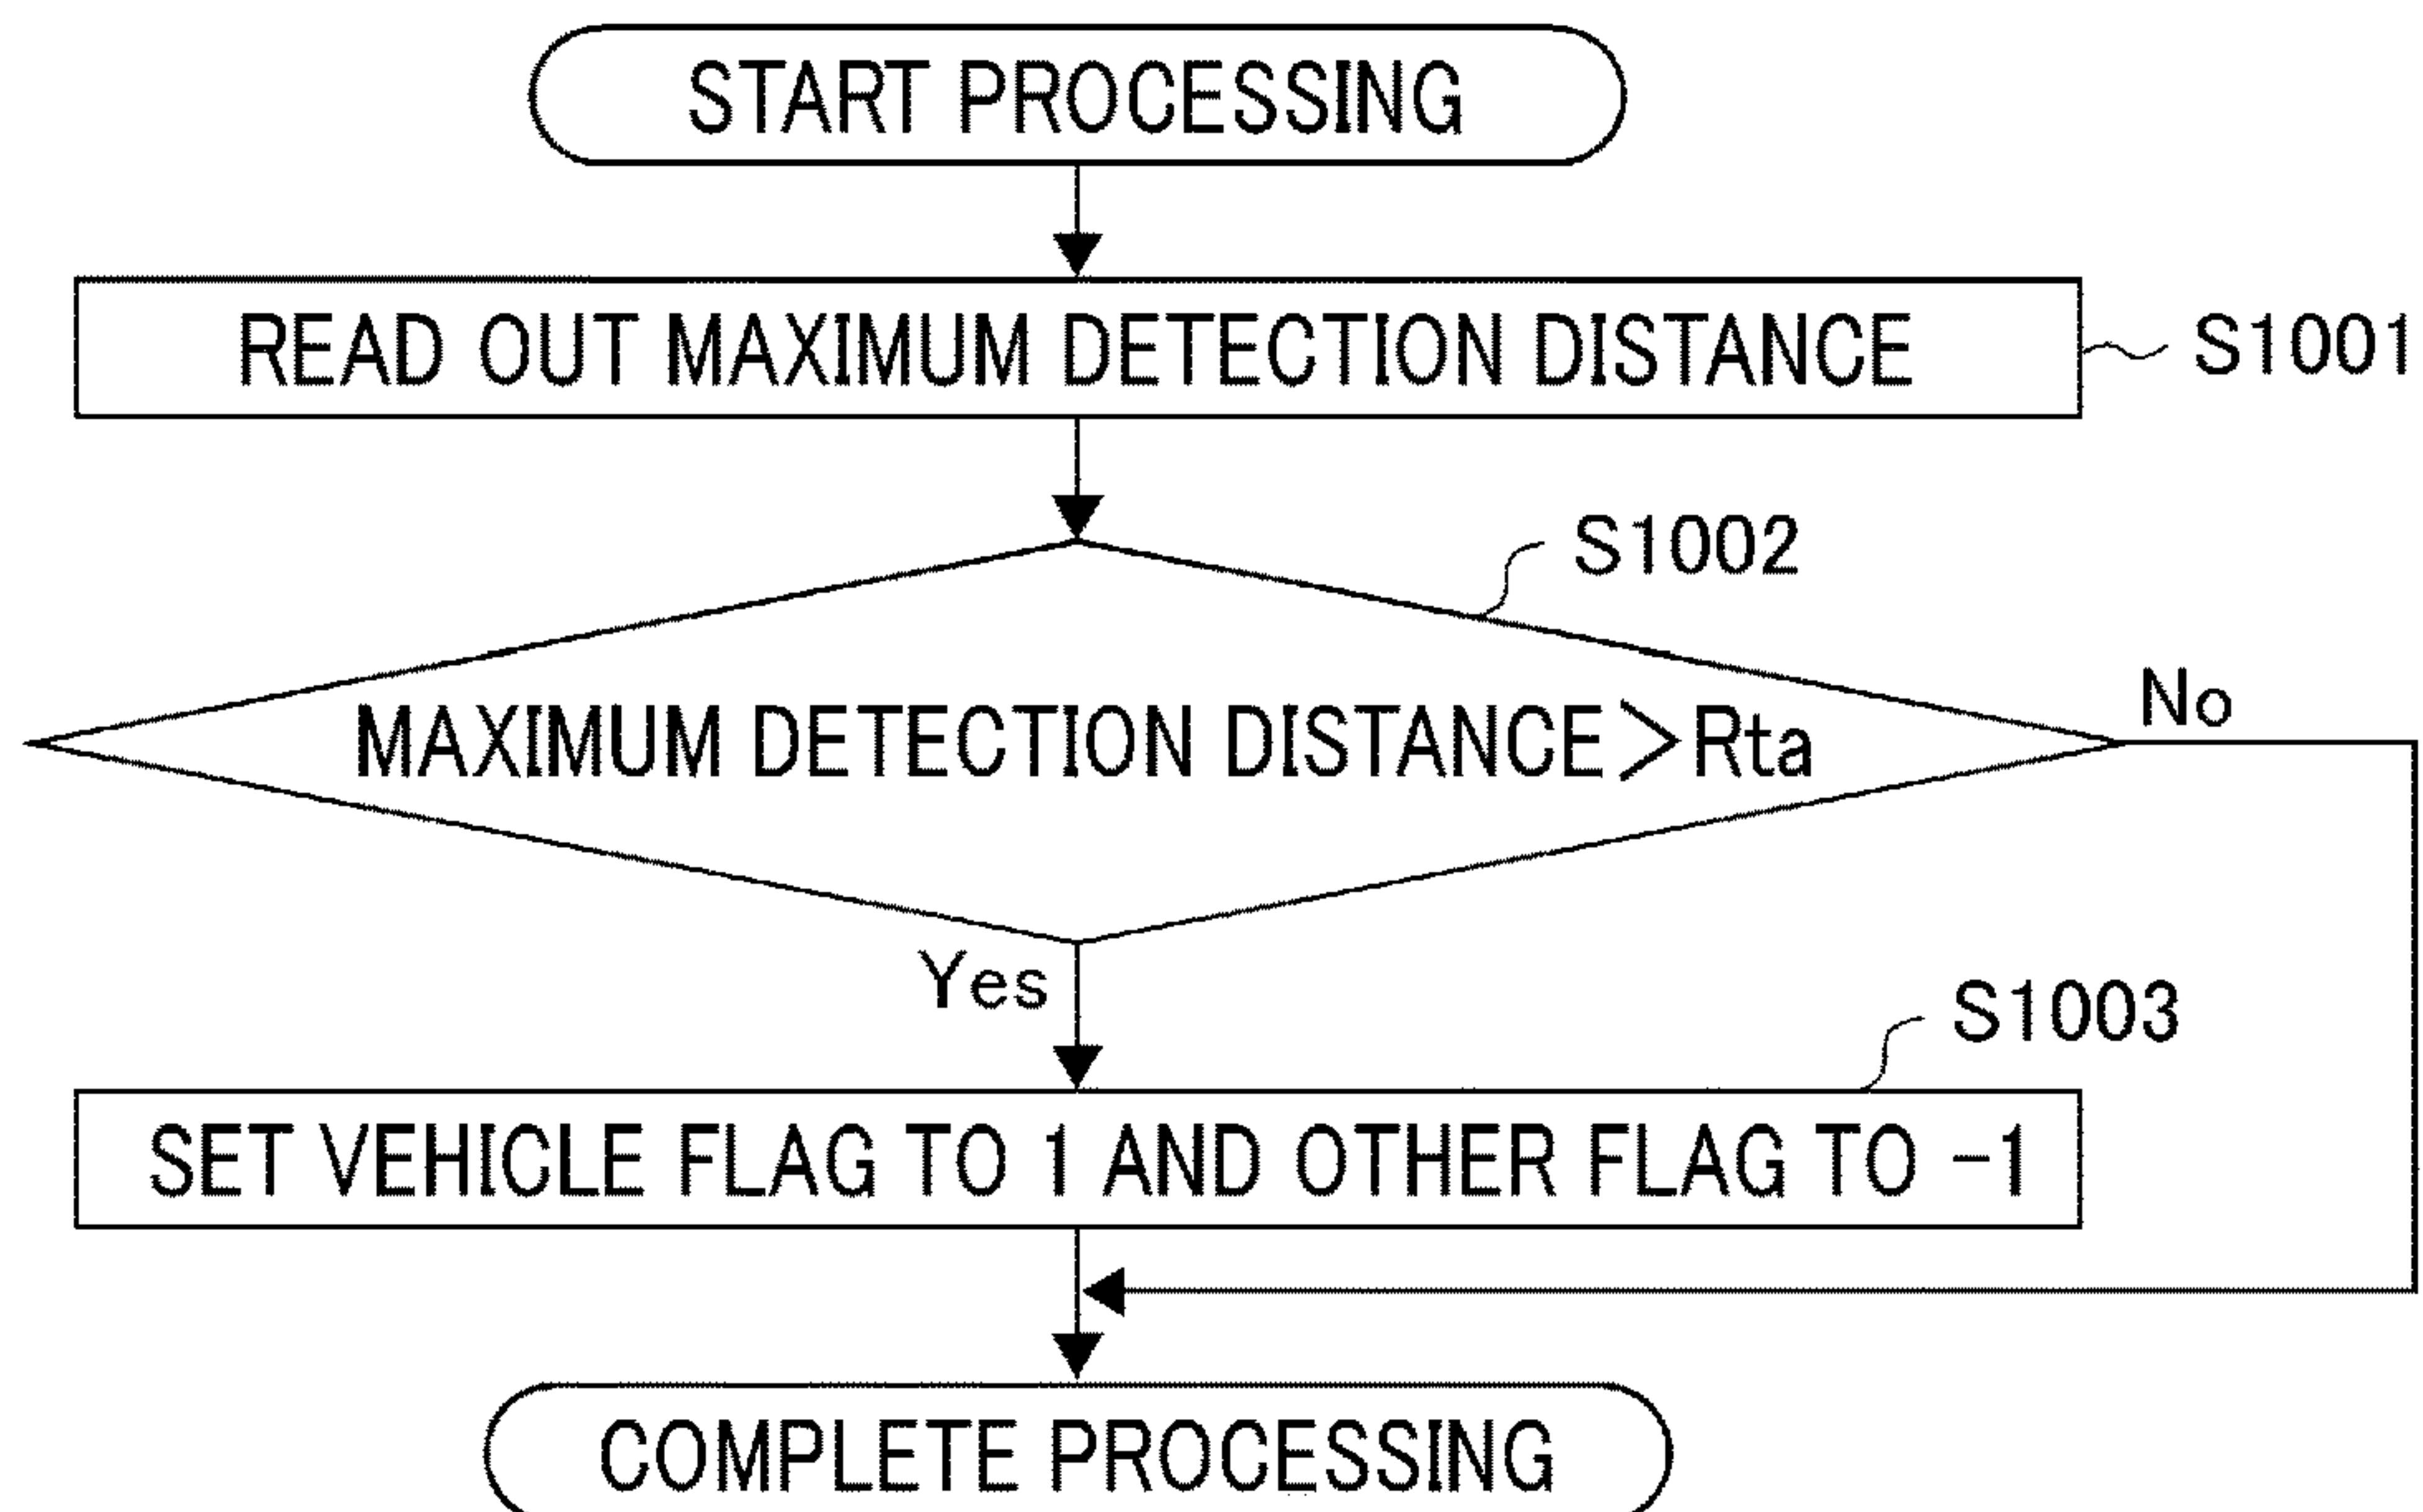 START PROCESSING
READ OUT MAXIMUM DETECTION DISTANCE
S1001
S1002
MAXIMUM DETECTION DISTANCE>Rta
No
Yes
S1003
SET VEHICLE FLAG TO 1 AND OTHER FLAG TO -1
COMPLETE PROCESSING